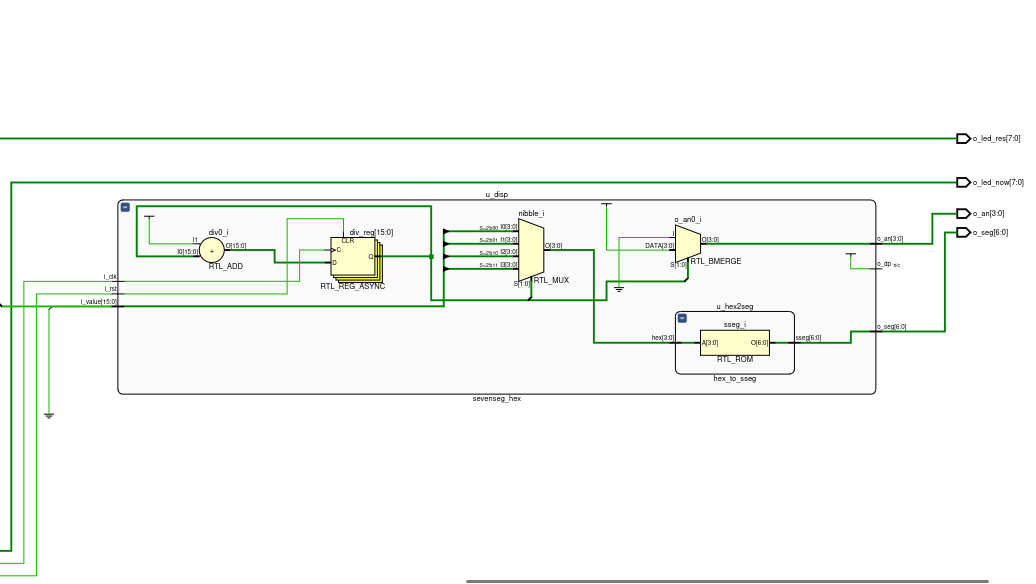 o_led_res[7:0]
o_led_now[7:0]
u_disp
o_an[3:0]
nibble_i
o_an0_i
div0_i
div_reg[15:0]
S=2'b00 I0[3:0]
o_seg[6:0]
I1
CLR
S=2'b01 I1[3:0]
I
O[3:0]
o_an[3:0]
I0[15:0]
+
O[15:0]
C
Q
S=2'b10 I2[3:0]
O[3:0]
DATA[3:0]
RTL_ADD
D
S=2'b11 I3[3:0]
S[1:0]
RTL_BMERGE
o_dp n/c
i_clk
RTL_REG_ASYNC
S[1:0]
RTL_MUX
i_rst
i_value[15:0]
u_hex2seg
sseg_i
o_seg[6:0]
hex[3:0]
A[3:0]
O[6:0]
sseg[6:0]
RTL_ROM
hex_to_sseg
sevenseg_hex